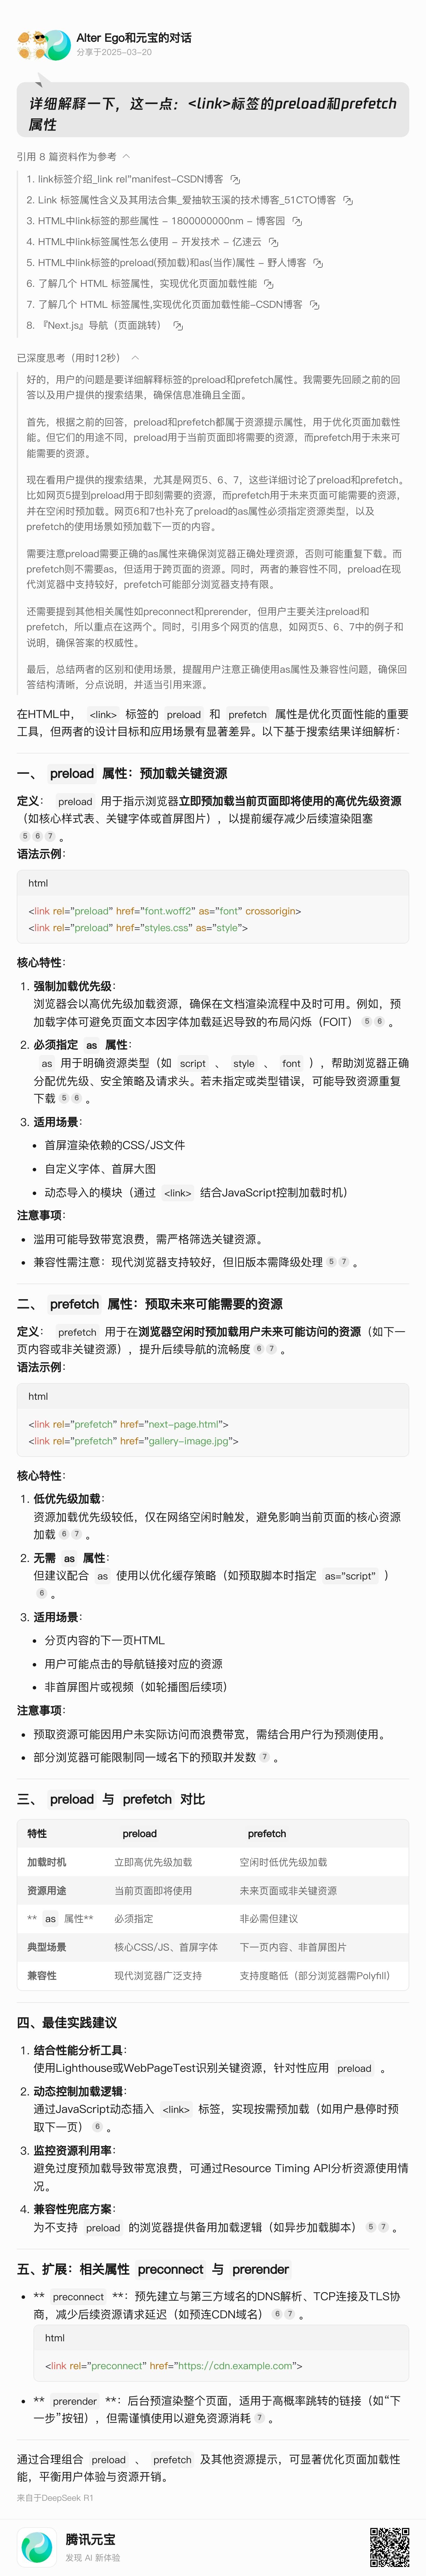 Alter Ego和元宝的对话
分享于2025-03-20
详细解释一下，这一点：<link>标签的preload和prefetch
属性
引用 8 篇资料作为参考
1. link标签介绍_link rel"manifest-CSDN博客
2. Link 标签属性含义及其用法合集_爱抽软玉溪的技术博客_51CTO博客
3. HTML中link标签的那些属性 - 1800000000nm - 博客园
4. HTML中link标签属性怎么使用 - 开发技术 - 亿速云
5. HTML中link标签的preload(预加载)和as(当作)属性 - 野人博客
6. 了解几个 HTML 标签属性，实现优化页面加载性能
7. 了解几个 HTML 标签属性,实现优化页面加载性能-CSDN博客
8. 『Next.js』导航（页面跳转）
已深度思考（用时12秒）
好的，用户的问题是要详细解释标签的preload和prefetch属性。我需要先回顾之前的回
答以及用户提供的搜索结果，确保信息准确且全面。
首先，根据之前的回答，preload和prefetch都属于资源提示属性，用于优化页面加载性
能。但它们的用途不同，preload用于当前页面即将需要的资源，而prefetch用于未来可
能需要的资源。
现在看用户提供的搜索结果，尤其是网页5、6、7，这些详细讨论了preload和prefetch。
比如网页5提到preload用于即刻需要的资源，而prefetch用于未来页面可能需要的资源，
并在空闲时预加载。网页6和7也补充了preload的as属性必须指定资源类型，以及
prefetch的使用场景如预加载下一页的内容。
需要注意preload需要正确的as属性来确保浏览器正确处理资源，否则可能重复下载。而
prefetch则不需要as，但适用于跨页面的资源。同时，两者的兼容性不同，preload在现
代浏览器中支持较好，prefetch可能部分浏览器支持有限。
还需要提到其他相关属性如preconnect和prerender，但用户主要关注preload和
prefetch，所以重点在这两个。同时，引用多个网页的信息，如网页5、6、7中的例子和
说明，确保答案的权威性。
最后，总结两者的区别和使用场景，提醒用户注意正确使用as属性及兼容性问题，确保回
答结构清晰，分点说明，并适当引用来源。
在HTML中， <link> 标签的 preload 和 prefetch 属性是优化页面性能的重要
工具，但两者的设计目标和应用场景有显著差异。以下基于搜索结果详细解析：
一、 preload 属性：预加载关键资源
定义： preload 用于指示浏览器立即预加载当前页面即将使用的高优先级资源
（如核心样式表、关键字体或首屏图片），以提前缓存减少后续渲染阻塞
5 6 7 。
语法示例：
html
<link rel="preload" href="font.woff2" as="font" crossorigin>
<link rel="preload" href="styles.css" as="style">
核心特性：
1. 强制加载优先级：
浏览器会以高优先级加载资源，确保在文档渲染流程中及时可用。例如，预
加载字体可避免页面文本因字体加载延迟导致的布局闪烁（FOIT） 5 6 。
2. 必须指定 as 属性：
as 用于明确资源类型（如 script 、 style 、 font ），帮助浏览器正确
分配优先级、安全策略及请求头。若未指定或类型错误，可能导致资源重复
下载 5 6 。
3. 适用场景：
• 首屏渲染依赖的CSS/JS文件
• 自定义字体、首屏大图
• 动态导入的模块（通过 <link> 结合JavaScript控制加载时机）
注意事项：
• 滥用可能导致带宽浪费，需严格筛选关键资源。
• 兼容性需注意：现代浏览器支持较好，但旧版本需降级处理 5 7 。
二、 prefetch 属性：预取未来可能需要的资源
定义： prefetch 用于在浏览器空闲时预加载用户未来可能访问的资源（如下一
页内容或非关键资源），提升后续导航的流畅度 6 7 。
语法示例：
html
<link rel="prefetch" href="next-page.html">
<link rel="prefetch" href="gallery-image.jpg">
核心特性：
1. 低优先级加载：
资源加载优先级较低，仅在网络空闲时触发，避免影响当前页面的核心资源
加载 6 7 。
2. 无需 as 属性：
但建议配合 as 使用以优化缓存策略（如预取脚本时指定 as="script" ）
6 。
3. 适用场景：
• 分页内容的下一页HTML
• 用户可能点击的导航链接对应的资源
• 非首屏图片或视频（如轮播图后续项）
注意事项：
• 预取资源可能因用户未实际访问而浪费带宽，需结合用户行为预测使用。
• 部分浏览器可能限制同一域名下的预取并发数 7 。
三、 preload 与 prefetch 对比
特性 preload prefetch
加载时机 立即高优先级加载 空闲时低优先级加载
资源用途 当前页面即将使用 未来页面或非关键资源
** as 属性** 必须指定 非必需但建议
典型场景 核心CSS/JS、首屏字体 下一页内容、非首屏图片
兼容性 现代浏览器广泛支持 支持度略低（部分浏览器需Polyfill）
四、最佳实践建议
1. 结合性能分析工具：
使用Lighthouse或WebPageTest识别关键资源，针对性应用 preload 。
2. 动态控制加载逻辑：
通过JavaScript动态插入 <link> 标签，实现按需预加载（如用户悬停时预
取下一页） 6 。
3. 监控资源利用率：
避免过度预加载导致带宽浪费，可通过Resource Timing API分析资源使用情
况。
4. 兼容性兜底方案：
为不支持 preload 的浏览器提供备用加载逻辑（如异步加载脚本） 5 7 。
五、扩展：相关属性 preconnect 与 prerender
• ** preconnect **：预先建立与第三方域名的DNS解析、TCP连接及TLS协
商，减少后续资源请求延迟（如预连CDN域名） 6 7 。
html
<link rel="preconnect" href="https://cdn.example.com">
• ** prerender **：后台预渲染整个页面，适用于高概率跳转的链接（如“下
一步”按钮），但需谨慎使用以避免资源消耗 7 。
通过合理组合 preload 、 prefetch 及其他资源提示，可显著优化页面加载性
能，平衡用户体验与资源开销。
来自于DeepSeek R1
腾讯元宝
发现 AI 新体验